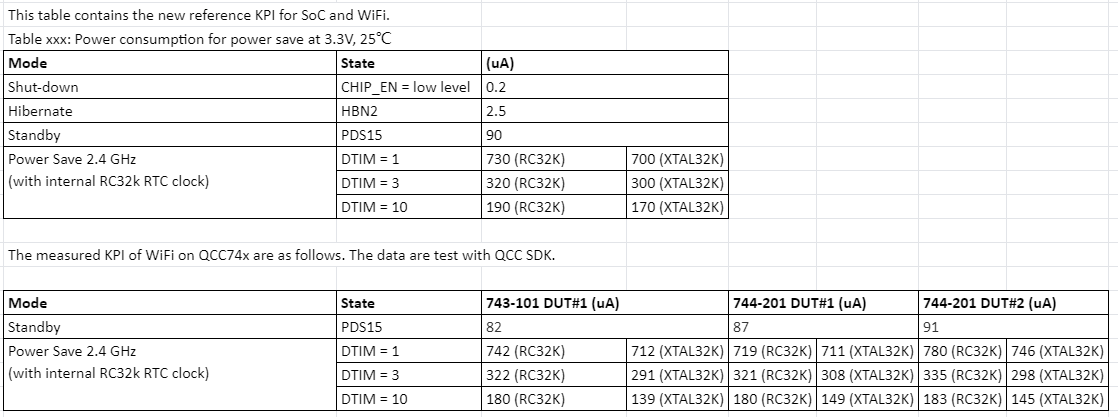 This table contains the new reference KPI for SoC and WiFi.
Table xxx: Power consumption for power save at 3.3V, 25℃
Mode State (uA)
Shut-down CHIP_EN = low level 0.2
Hibernate HBN2 2.5
Standby PDS15 90
Power Save 2.4 GHz DTIM = 1 730 (RC32K) 700 (XTAL32K)
(with internal RC32k RTC clock) DTIM = 3 320 (RC32K) 300 (XTAL32K)
DTIM = 10 190 (RC32K) 170 (XTAL32K)
The measured KPI of WiFi on QCC74x are as follows. The data are test with QCC SDK.
Mode State 743-101 DUT#1 (uA) 744-201 DUT#1 (uA) 744-201 DUT#2 (uA)
Standby PDS15 82 87 91
Power Save 2.4 GHz DTIM = 1 742 (RC32K) 712 (XTAL32K) 719 (RC32K) 711 (XTAL32K) 780 (RC32K) 746 (XTAL32K)
(with internal RC32k RTC clock) DTIM = 3 322 (RC32K) 291 (XTAL32K) 321 (RC32K) 308 (XTAL32K) 335 (RC32K) 298 (XTAL32K)
DTIM = 10 180 (RC32K) 139 (XTAL32K) 180 (RC32K) 149 (XTAL32K) 183 (RC32K) 145 (XTAL32K)